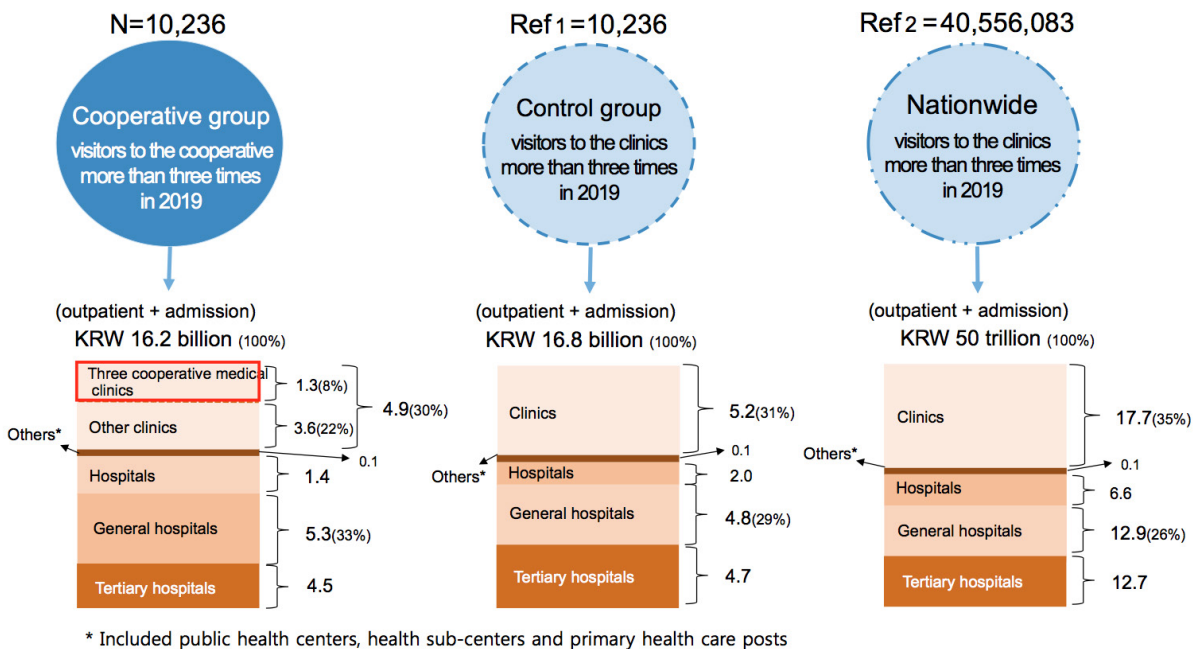 N=10,236
Cooperative group
visitors to the cooperative
more than three times
in 2019
(outpatient + admission)
KRW 16.2 billion (100%)
Three cooperative medical
clinics
1.3(8%)
4.9(30%)
Other clinics
3.6(22%)
Others*
0.1
Hospitals
1.4
General hospitals
5.3(33%)
Tertiary hospitals
4.5
Ref 1 =10,236
Control group
visitors to the clinics
more than three times
in 2019
(outpatient + admission)
KRW 16.8 billion (100%)
Clinics
5.2(31%)
0.1
Others*
Hospitals
2.0
General hospitals
4.8(29%)
Tertiary hospitals
4.7
Ref 2 =40,556,083
Nationwide
visitors to the clinics
more than three times
in 2019
(outpatient + admission)
KRW 50 trillion (100%)
Clinics
17.7(35%)
Others*
0.1
Hospitals
6.6
General hospitals
12.9(26%)
Tertiary hospitals
12.7
* Included public health centers, health sub-centers and primary health care posts